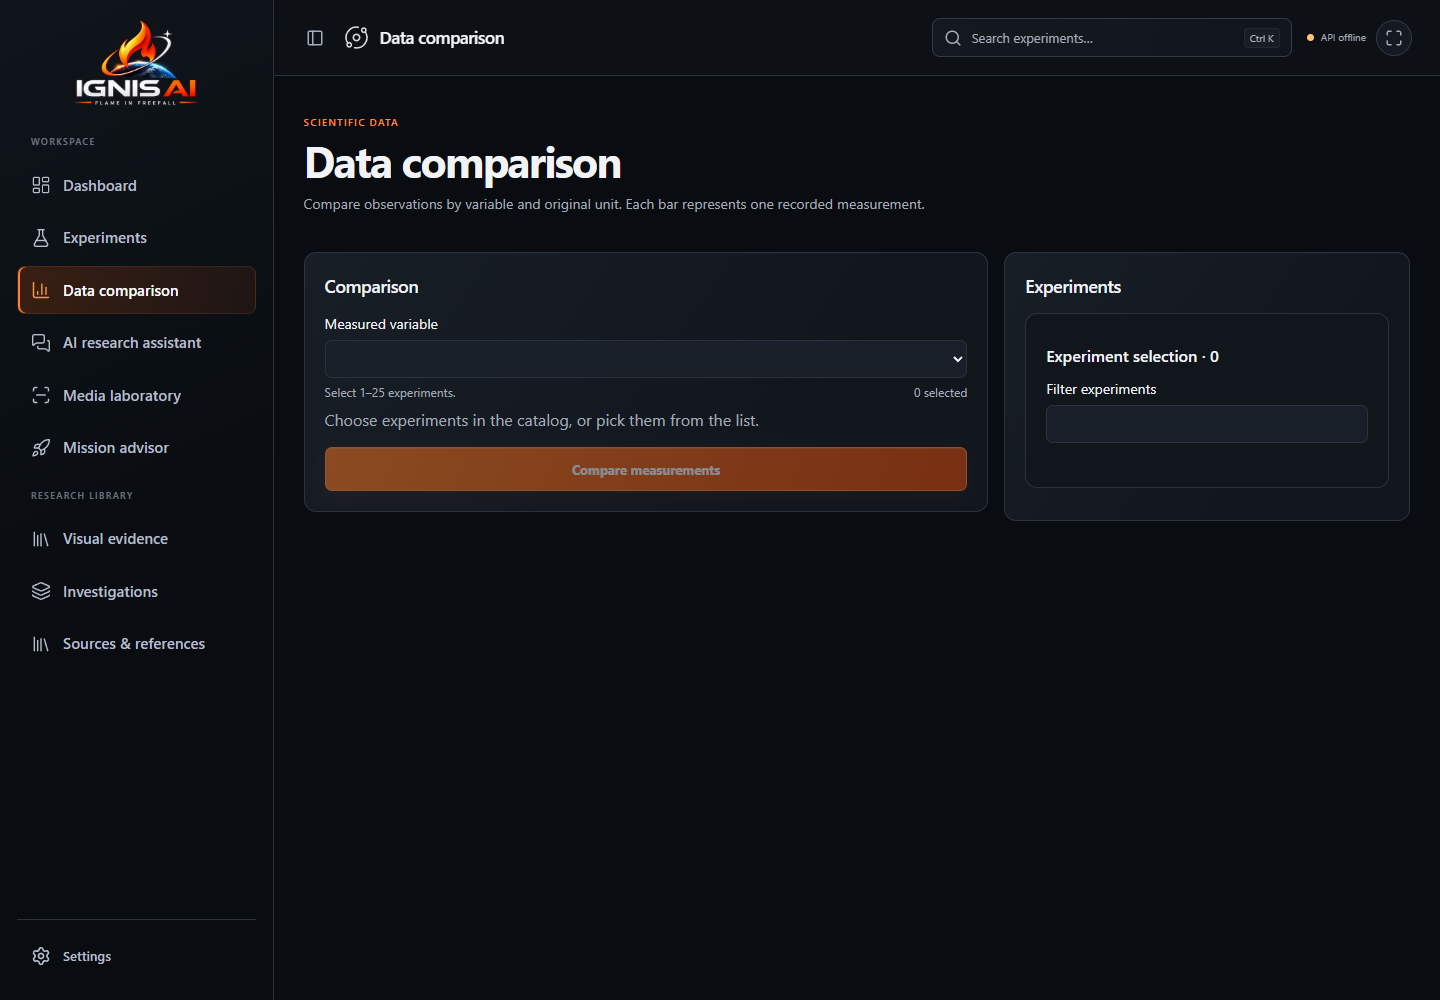 IGNIS AI
FLAME IN FREEFALL
WORKSPACE
Dashboard
Experiments
Data comparison
AI research assistant
Media laboratory
Mission advisor
RESEARCH LIBRARY
Visual evidence
Investigations
Sources & references
Settings
Data comparison
Search experiments...
Ctrl K
API offline
SCIENTIFIC DATA
Data comparison
Compare observations by variable and original unit. Each bar represents one recorded measurement.
Comparison
Measured variable
Select 1–25 experiments.
0 selected
Choose experiments in the catalog, or pick them from the list.
Compare measurements
Experiments
Experiment selection · 0
Filter experiments